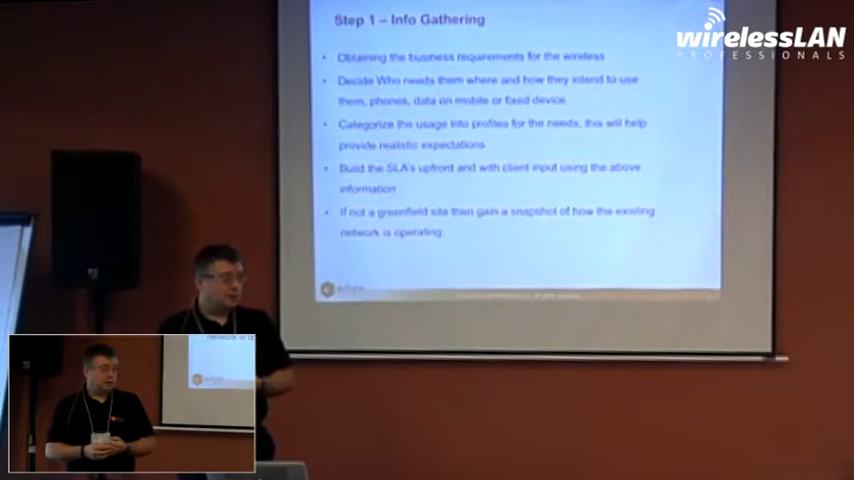 Step 1 – Info Gathering
wirelessLAN
PROFESSIONALS
• Obtaining the business requirements for the wireless
• Decide Who needs them where and how they intend to use
them, phones, data on mobile or fixed device
• Categorize the usage into profiles for the needs, this will help
provide realistic expectations
• Build the SLA's upfront and with client input using the above
information
• If not a greenfield site then gain a snapshot of how the existing
network is operating.